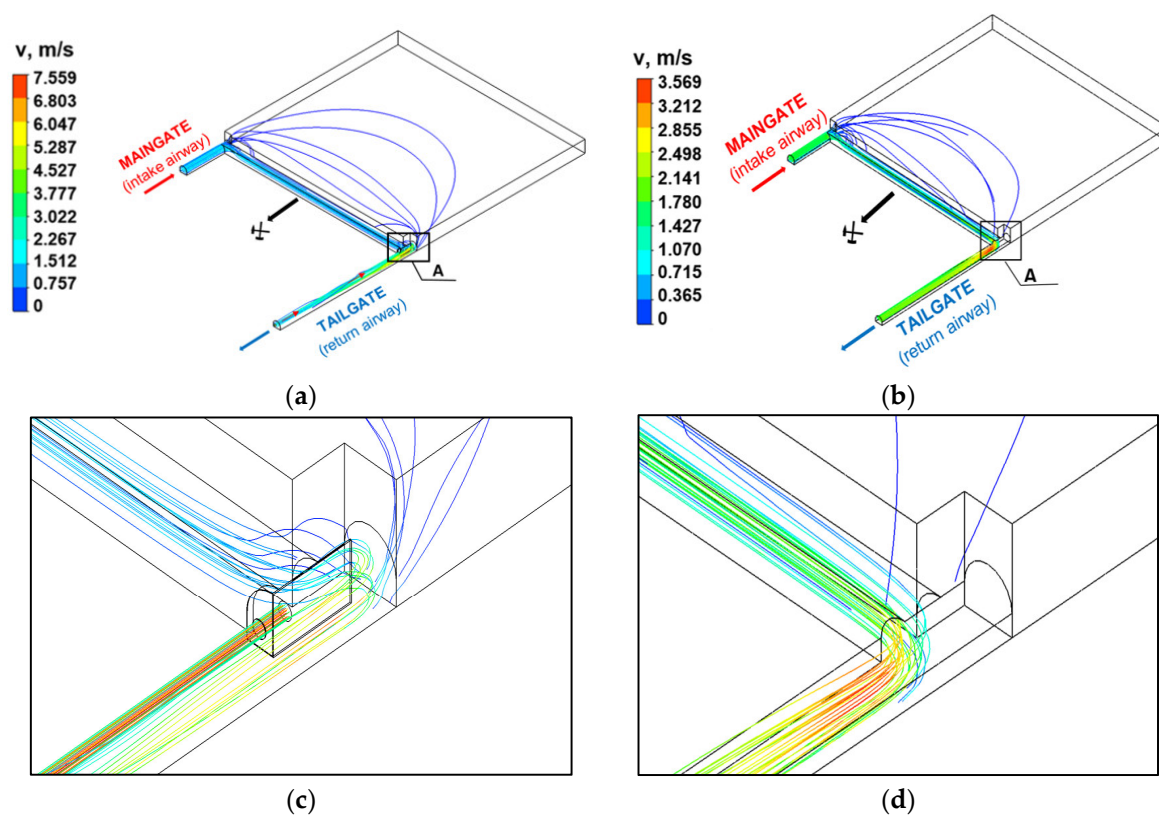 v, m/s
7.559
6.803
6.047
5.287
4.527
3.777
3.022
2.267
1.512
0.757
0
MAINGATE
(intake airway)
A
TAILGATE
(return airway)
(a)
v, m/s
3.569
3.212
2.855
2.498
2.141
1.780
1.427
1.070
0.715
0.365
0
MAINGATE
(intake airway)
A
TAILGATE
(return airway)
(b)
(c)
(d)